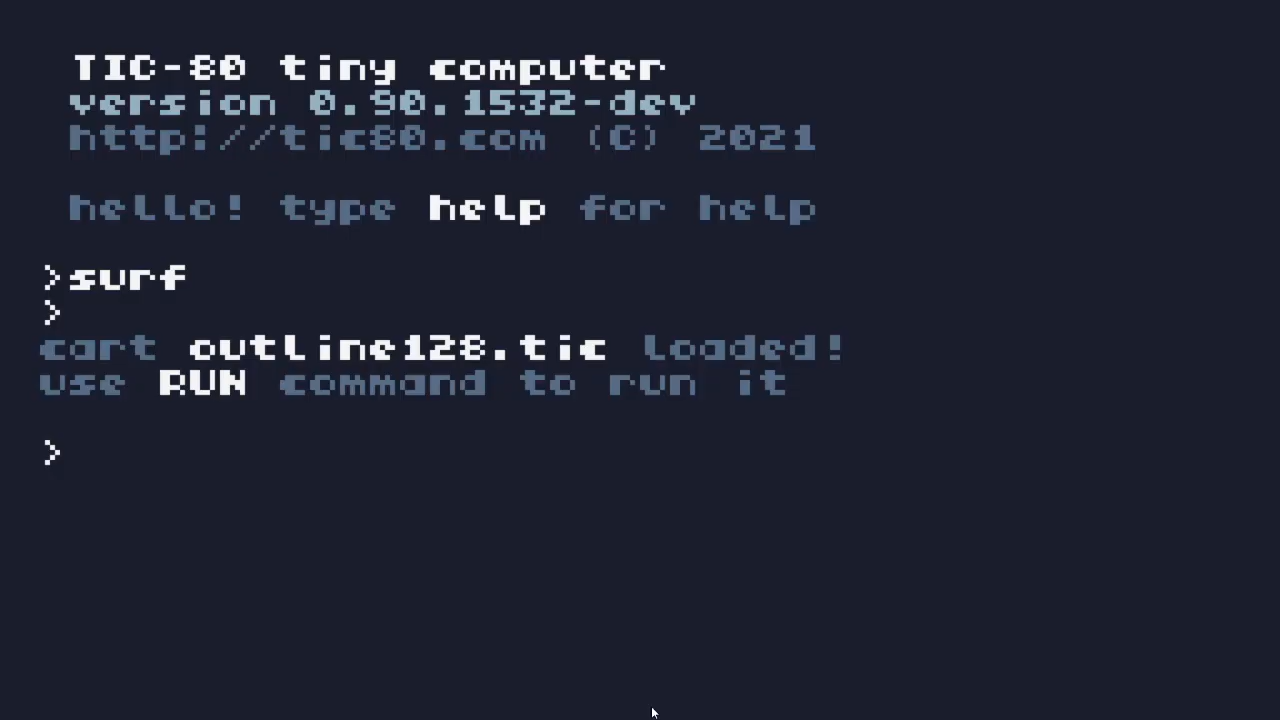 TIC-80 tiny computer
version 0.90.1532-dev
http://tic80.com (C) 2021
hello! type help for help
>surf
>
cart outline128.tic loaded!
use RUN command to run it
>